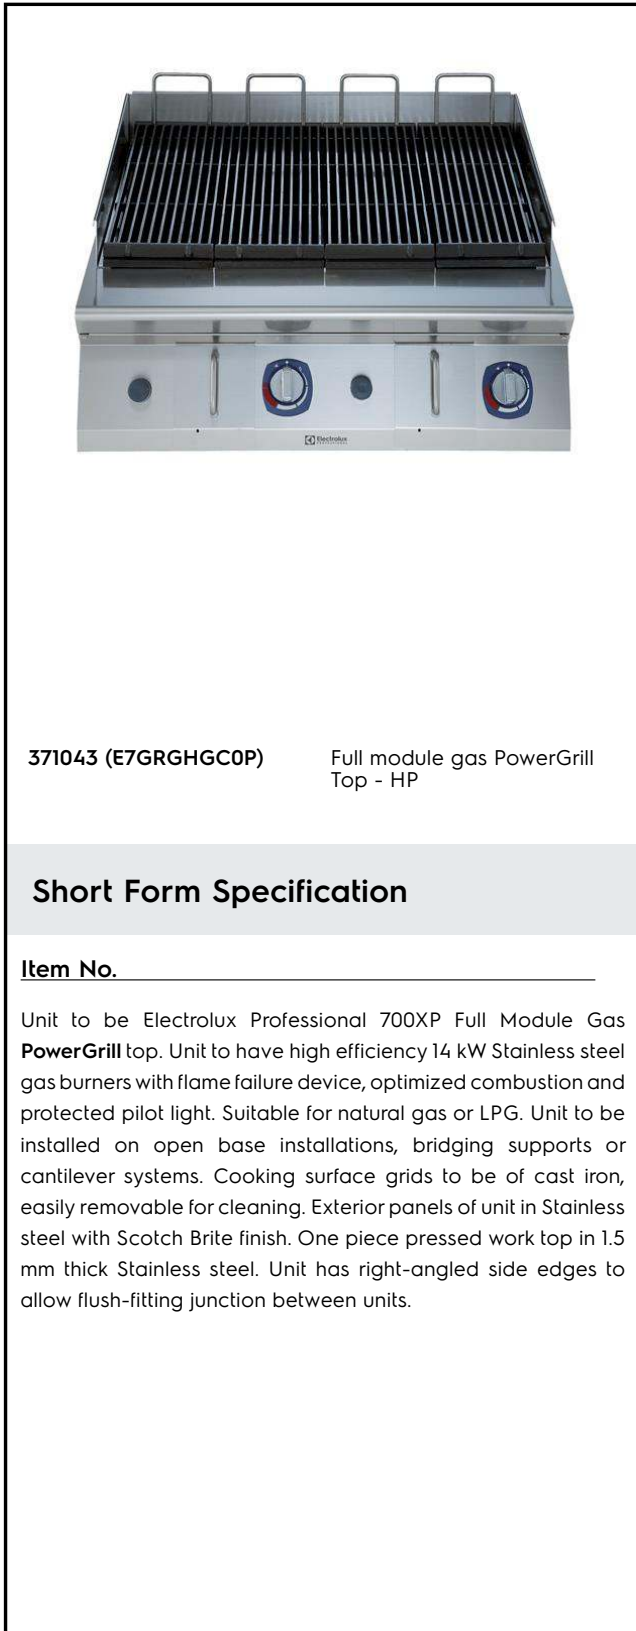 Electrolux
PROFESSIONAL
371043 (E7GRGHGC0P)
Full module gas PowerGrill
Top - HP
Short Form Specification
Item No.
Unit to be Electrolux Professional 700XP Full Module Gas
PowerGrill top. Unit to have high efficiency 14 kW Stainless steel
gas burners with flame failure device, optimized combustion and
protected pilot light. Suitable for natural gas or LPG. Unit to be
installed on open base installations, bridging supports or
cantilever systems. Cooking surface grids to be of cast iron,
easily removable for cleaning. Exterior panels of unit in Stainless
steel with Scotch Brite finish. One piece pressed work top in 1.5
mm thick Stainless steel. Unit has right-angled side edges to
allow flush-fitting junction between units.